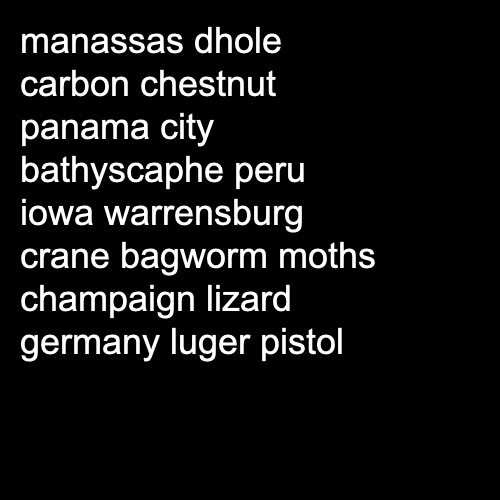 manassas dhole
carbon chestnut
panama city
bathyscaphe peru
iowa warrensburg
crane bagworm moths
champaign lizard
germany luger pistol